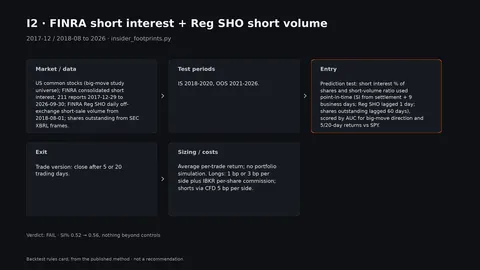 I2 · FINRA short interest + Reg SHO short volume
2017-12 / 2018-08 to 2026 · insider_footprints.py
Market / data
US common stocks (big-move study
universe); FINRA consolidated short
interest, 211 reports 2017-12-29 to
2026-09-30; FINRA Reg SHO daily off-
exchange short-sale volume from
2018-08-01; shares outstanding from SEC
XBRL frames.
Test periods
IS 2018-2020, OOS 2021-2026.
Entry
Prediction test: short interest % of
shares and short-volume ratio used
point-in-time (SI from settlement + 9
business days; Reg SHO lagged 1 day;
shares outstanding lagged 60 days),
scored by AUC for big-move direction and
5/20-day returns vs SPY.
Exit
Trade version: close after 5 or 20
trading days.
Sizing / costs
Average per-trade return; no portfolio
simulation. Longs: 1 bp or 3 bp per
side plus IBKR per-share commission;
shorts via CFD 5 bp per side.
Verdict: FAIL · SI% 0.52 → 0.56, nothing beyond controls
Backtest rules card, from the published method · not a recommendation